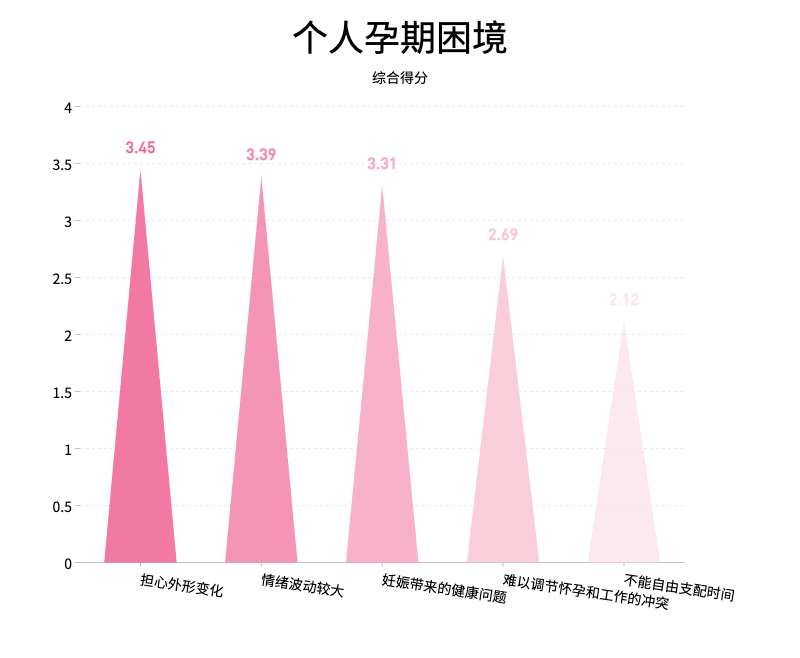 个人孕期困境
综合得分
4
3.5
3
2.5
2
1.5
1
0.5
0
3.45
3.39
3.31
2.69
2.12
担心外形变化
情绪波动较大
妊娠带来的健康问题
难以调节怀孕和工作的冲突
不能自由支配时间